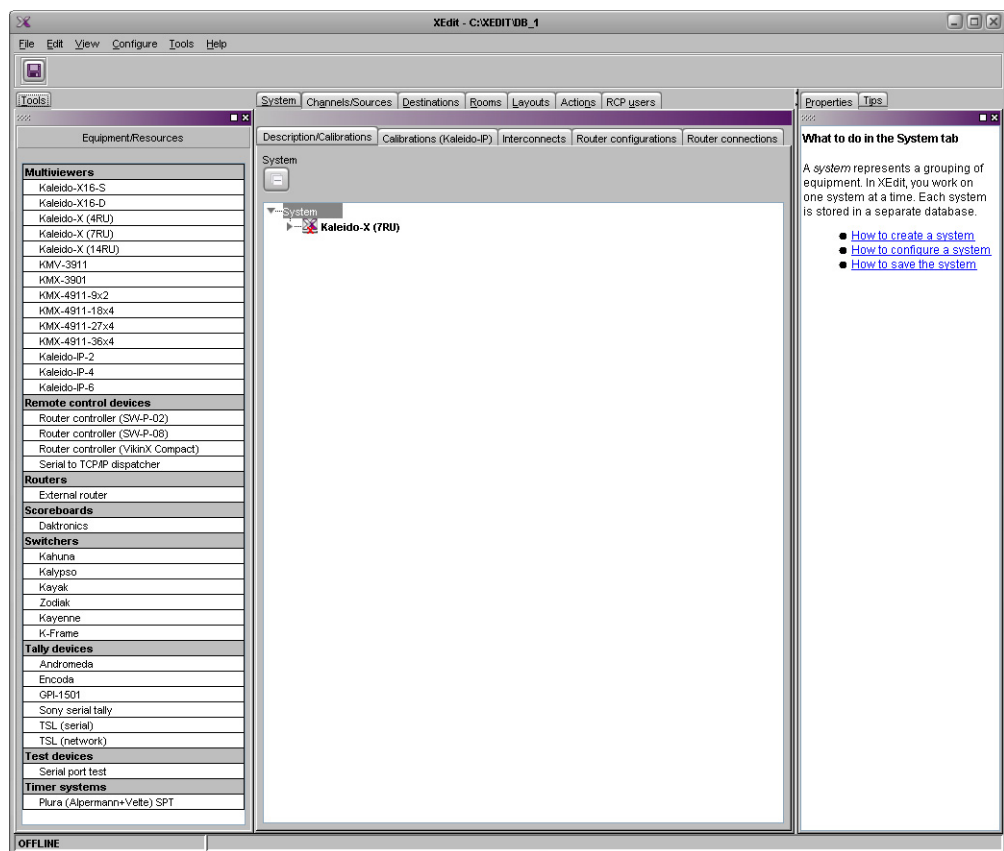 XEdit - C:\XEDIT\DB_1
File Edit View Configure Tools Help
Tools
Equipment/Resources
Multiviewers
Kaleido-X16-S
Kaleido-X16-D
Kaleido-X (4RU)
Kaleido-X (7RU)
Kaleido-X (14RU)
KMV-3911
KMX-3901
KMX-4911-9x2
KMX-4911-18x4
KMX-4911-27x4
KMX-4911-36x4
Kaleido-IP-2
Kaleido-IP-4
Kaleido-IP-6
Remote control devices
Router controller (SW-P-02)
Router controller (SW-P-08)
Router controller (VikinX Compact)
Serial to TCP/IP dispatcher
Routers
External router
Scoreboards
Daktronics
Switchers
Kahuna
Kalypso
Kayak
Zodiak
Kayenne
K-Frame
Tally devices
Andromeda
Encoda
GPI-1501
Sony serial tally
TSL (serial)
TSL (network)
Test devices
Serial port test
Timer systems
Plura (Alpermann+Velte) SPT
System Channels/Sources Destinations Rooms Layouts Actions RCP users
Description/Calibrations Calibrations (Kaleido-IP) Interconnects Router configurations Router connections
System
System
Kaleido-X (7RU)
Properties Tips
What to do in the System tab
A system represents a grouping of
equipment. In XEdit, you work on
one system at a time. Each system
is stored in a separate database.
How to create a system
How to configure a system
How to save the system
OFFLINE